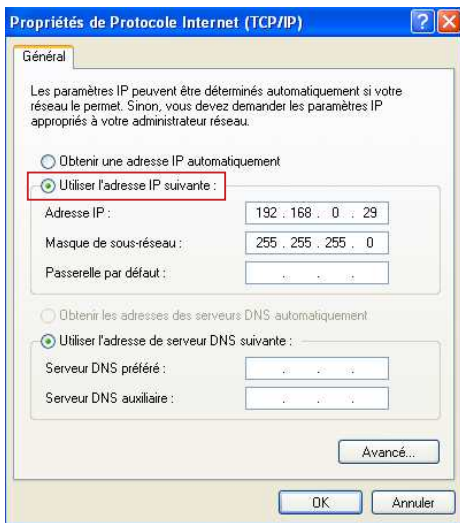 Propriétés de Protocole Internet (TCP/IP)
Général
Les paramètres IP peuvent être déterminés automatiquement si votre
réseau le permet. Sinon, vous devez demander les paramètres IP
appropriés à votre administrateur réseau.
Obtenir une adresse IP automatiquement
Utiliser l'adresse IP suivante :
Adresse IP : 192 . 168 . 0 . 29
Masque de sous-réseau : 255 . 255 . 255 . 0
Passerelle par défaut : . . .
Obtenir les adresses des serveurs DNS automatiquement
Utiliser l'adresse de serveur DNS suivante :
Serveur DNS préféré : . . .
Serveur DNS auxiliaire : . . .
Avancé...
OK Annuler